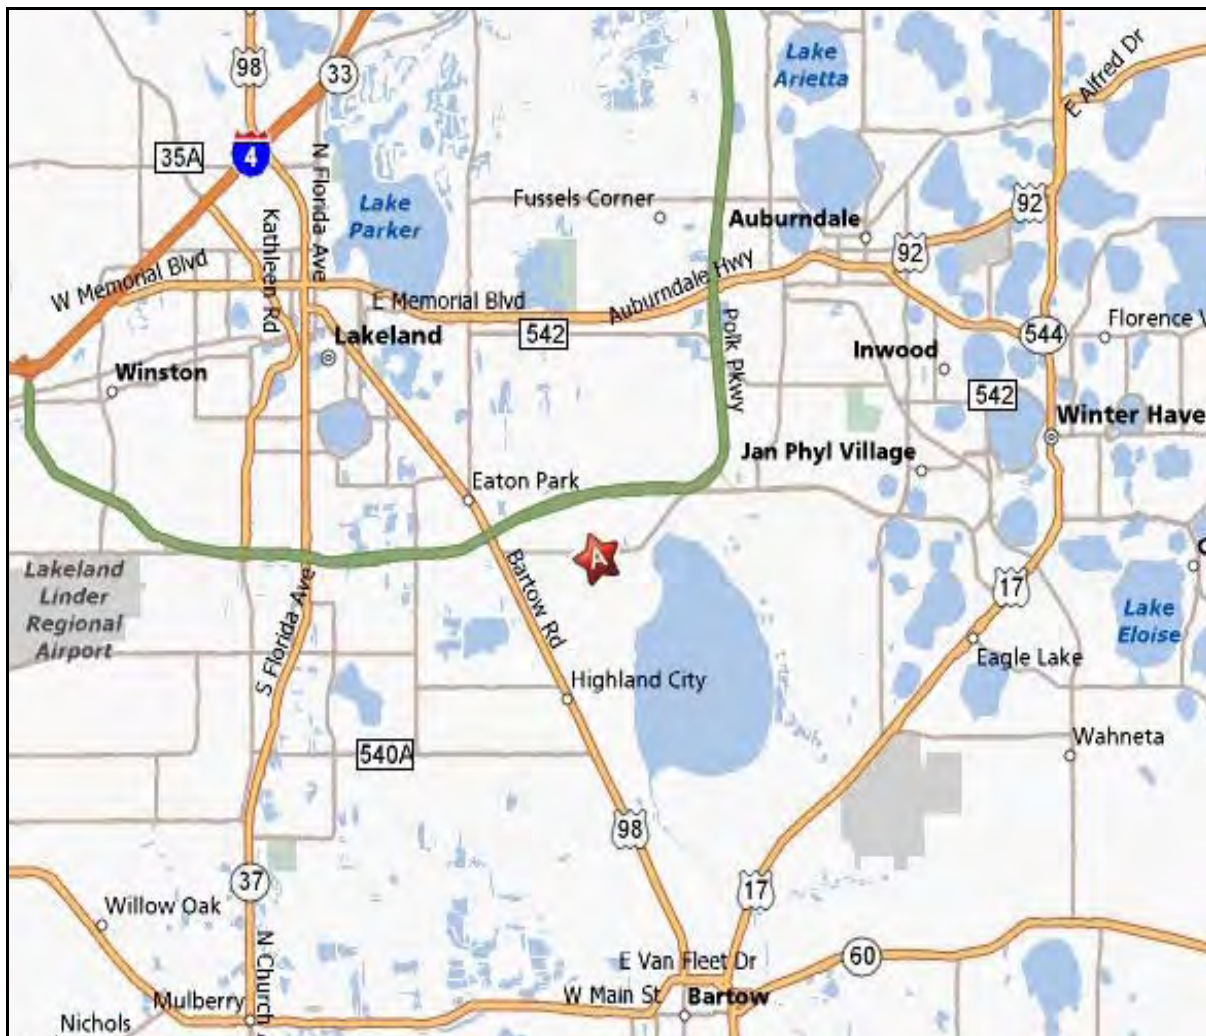 98
33
Lake
Arietta
E Alfred Dr
35A
4
N Florida Ave
Kathleen Rd
Lake
Parker
Fussels Corner
Auburndale
92
92
W Memorial Blvd
E Memorial Blvd
Auburndale Hwy
542
Polk Pkwy
Lakeland
Winston
Inwood
544
Florence V
542
Winter Have
Jan Phyl Village
Eaton Park
A
Bartow Rd
Lakeland
Linder
Regional
Airport
S Florida Ave
17
Lake
Eloise
Eagle Lake
Highland City
540A
Wahneta
98
37
17
Willow Oak
N Church
E Van Fleet Dr
60
W Main St
Bartow
Mulberry
Nichols